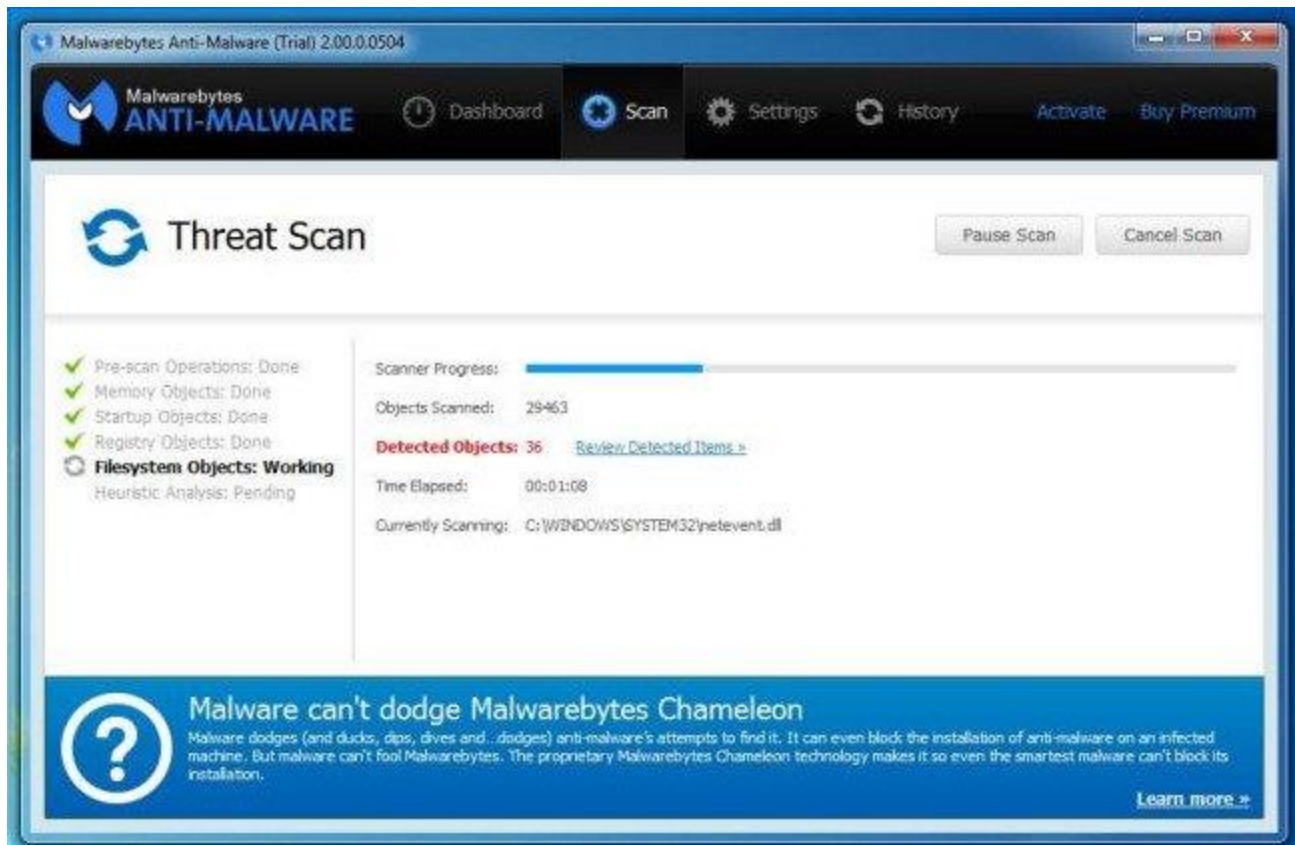 Malwarebytes Anti-Malware (Trial) 2.00.0.0504
Malwarebytes
ANTI-MALWARE
Dashboard
Scan
Settings
History
Activate
Buy Premium
Threat Scan
Pause Scan
Cancel Scan
Pre-scan Operations: Done
Memory Objects: Done
Startup Objects: Done
Registry Objects: Done
Filesystem Objects: Working
Heuristic Analysis: Pending
Scanner Progress:
Objects Scanned: 29463
Detected Objects: 36 Review Detected Items »
Time Elapsed: 00:01:08
Currently Scanning: C:\WINDOWS\SYSTEM32\netevent.dll
Malware can't dodge Malwarebytes Chameleon
Malware dodges (and ducks, dips, dives and...dodges) anti-malware's attempts to find it. It can even block the installation of anti-malware on an infected
machine. But malware can't fool Malwarebytes. The proprietary Malwarebytes Chameleon technology makes it so even the smartest malware can't block its
installation.
Learn more »